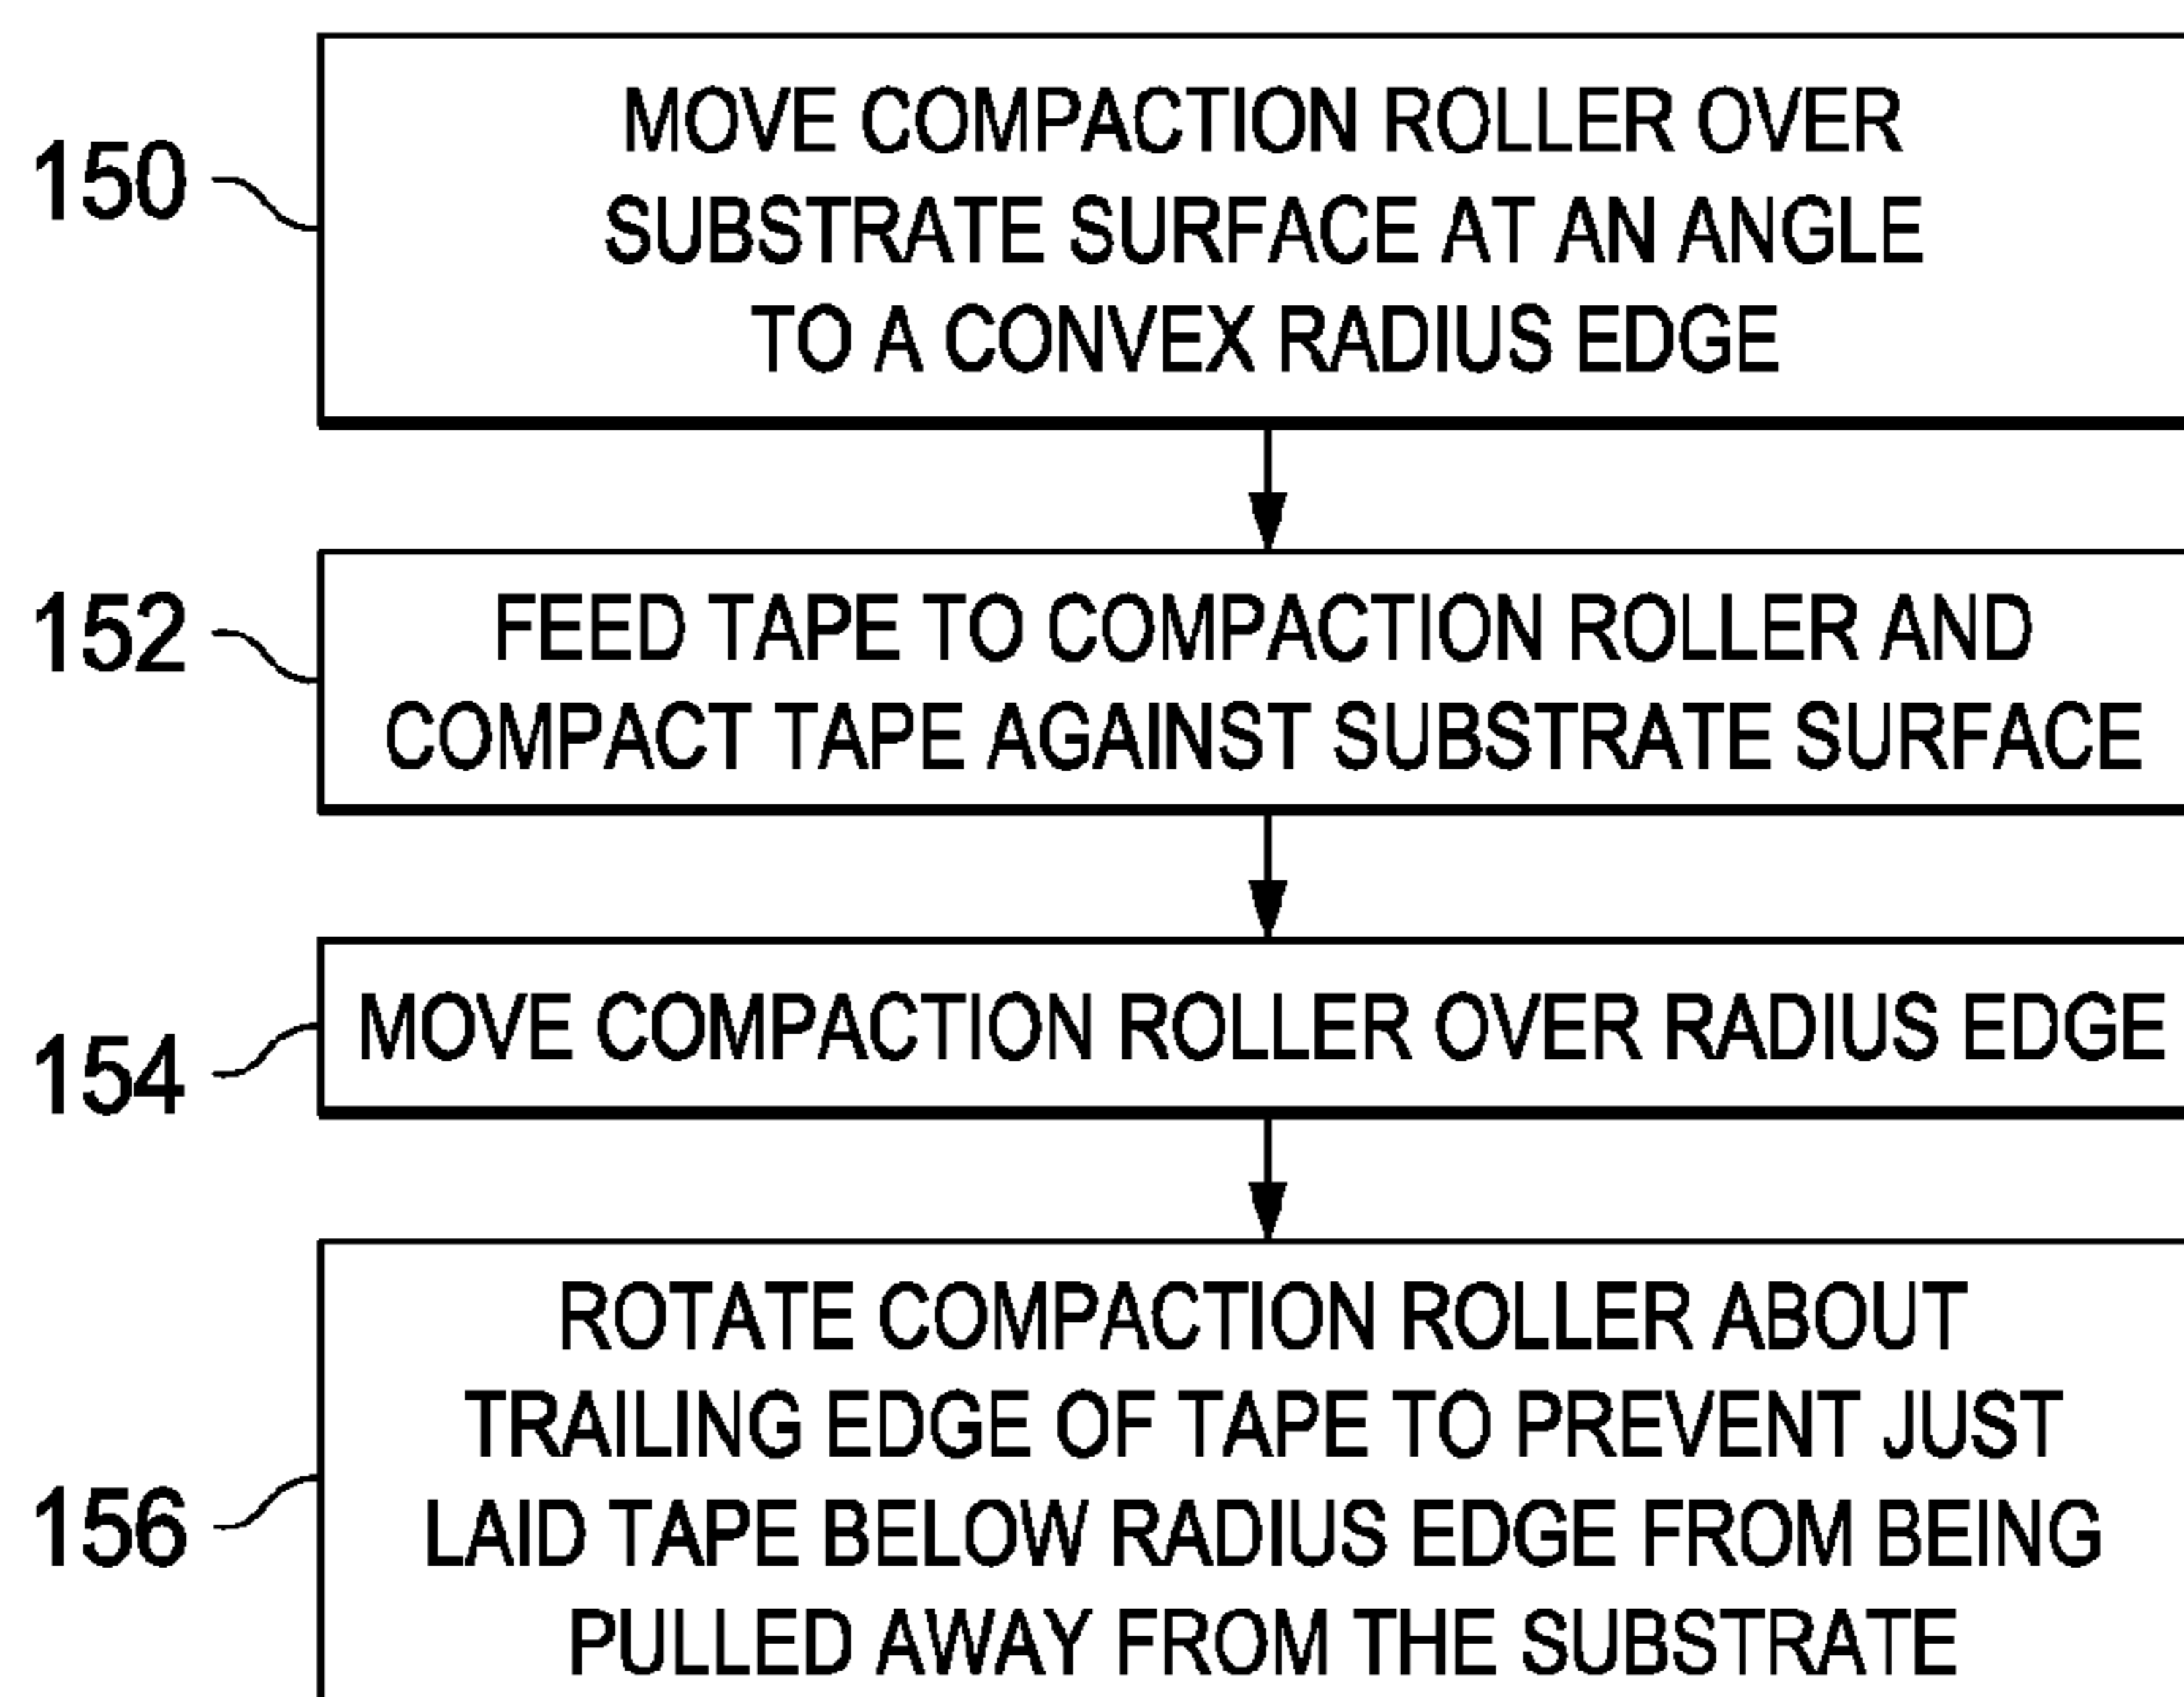 150
MOVE COMPACTION ROLLER OVER
SUBSTRATE SURFACE AT AN ANGLE
TO A CONVEX RADIUS EDGE
152
FEED TAPE TO COMPACTION ROLLER AND
COMPACT TAPE AGAINST SUBSTRATE SURFACE
154
MOVE COMPACTION ROLLER OVER RADIUS EDGE
156
ROTATE COMPACTION ROLLER ABOUT
TRAILING EDGE OF TAPE TO PREVENT JUST
LAID TAPE BELOW RADIUS EDGE FROM BEING
PULLED AWAY FROM THE SUBSTRATE